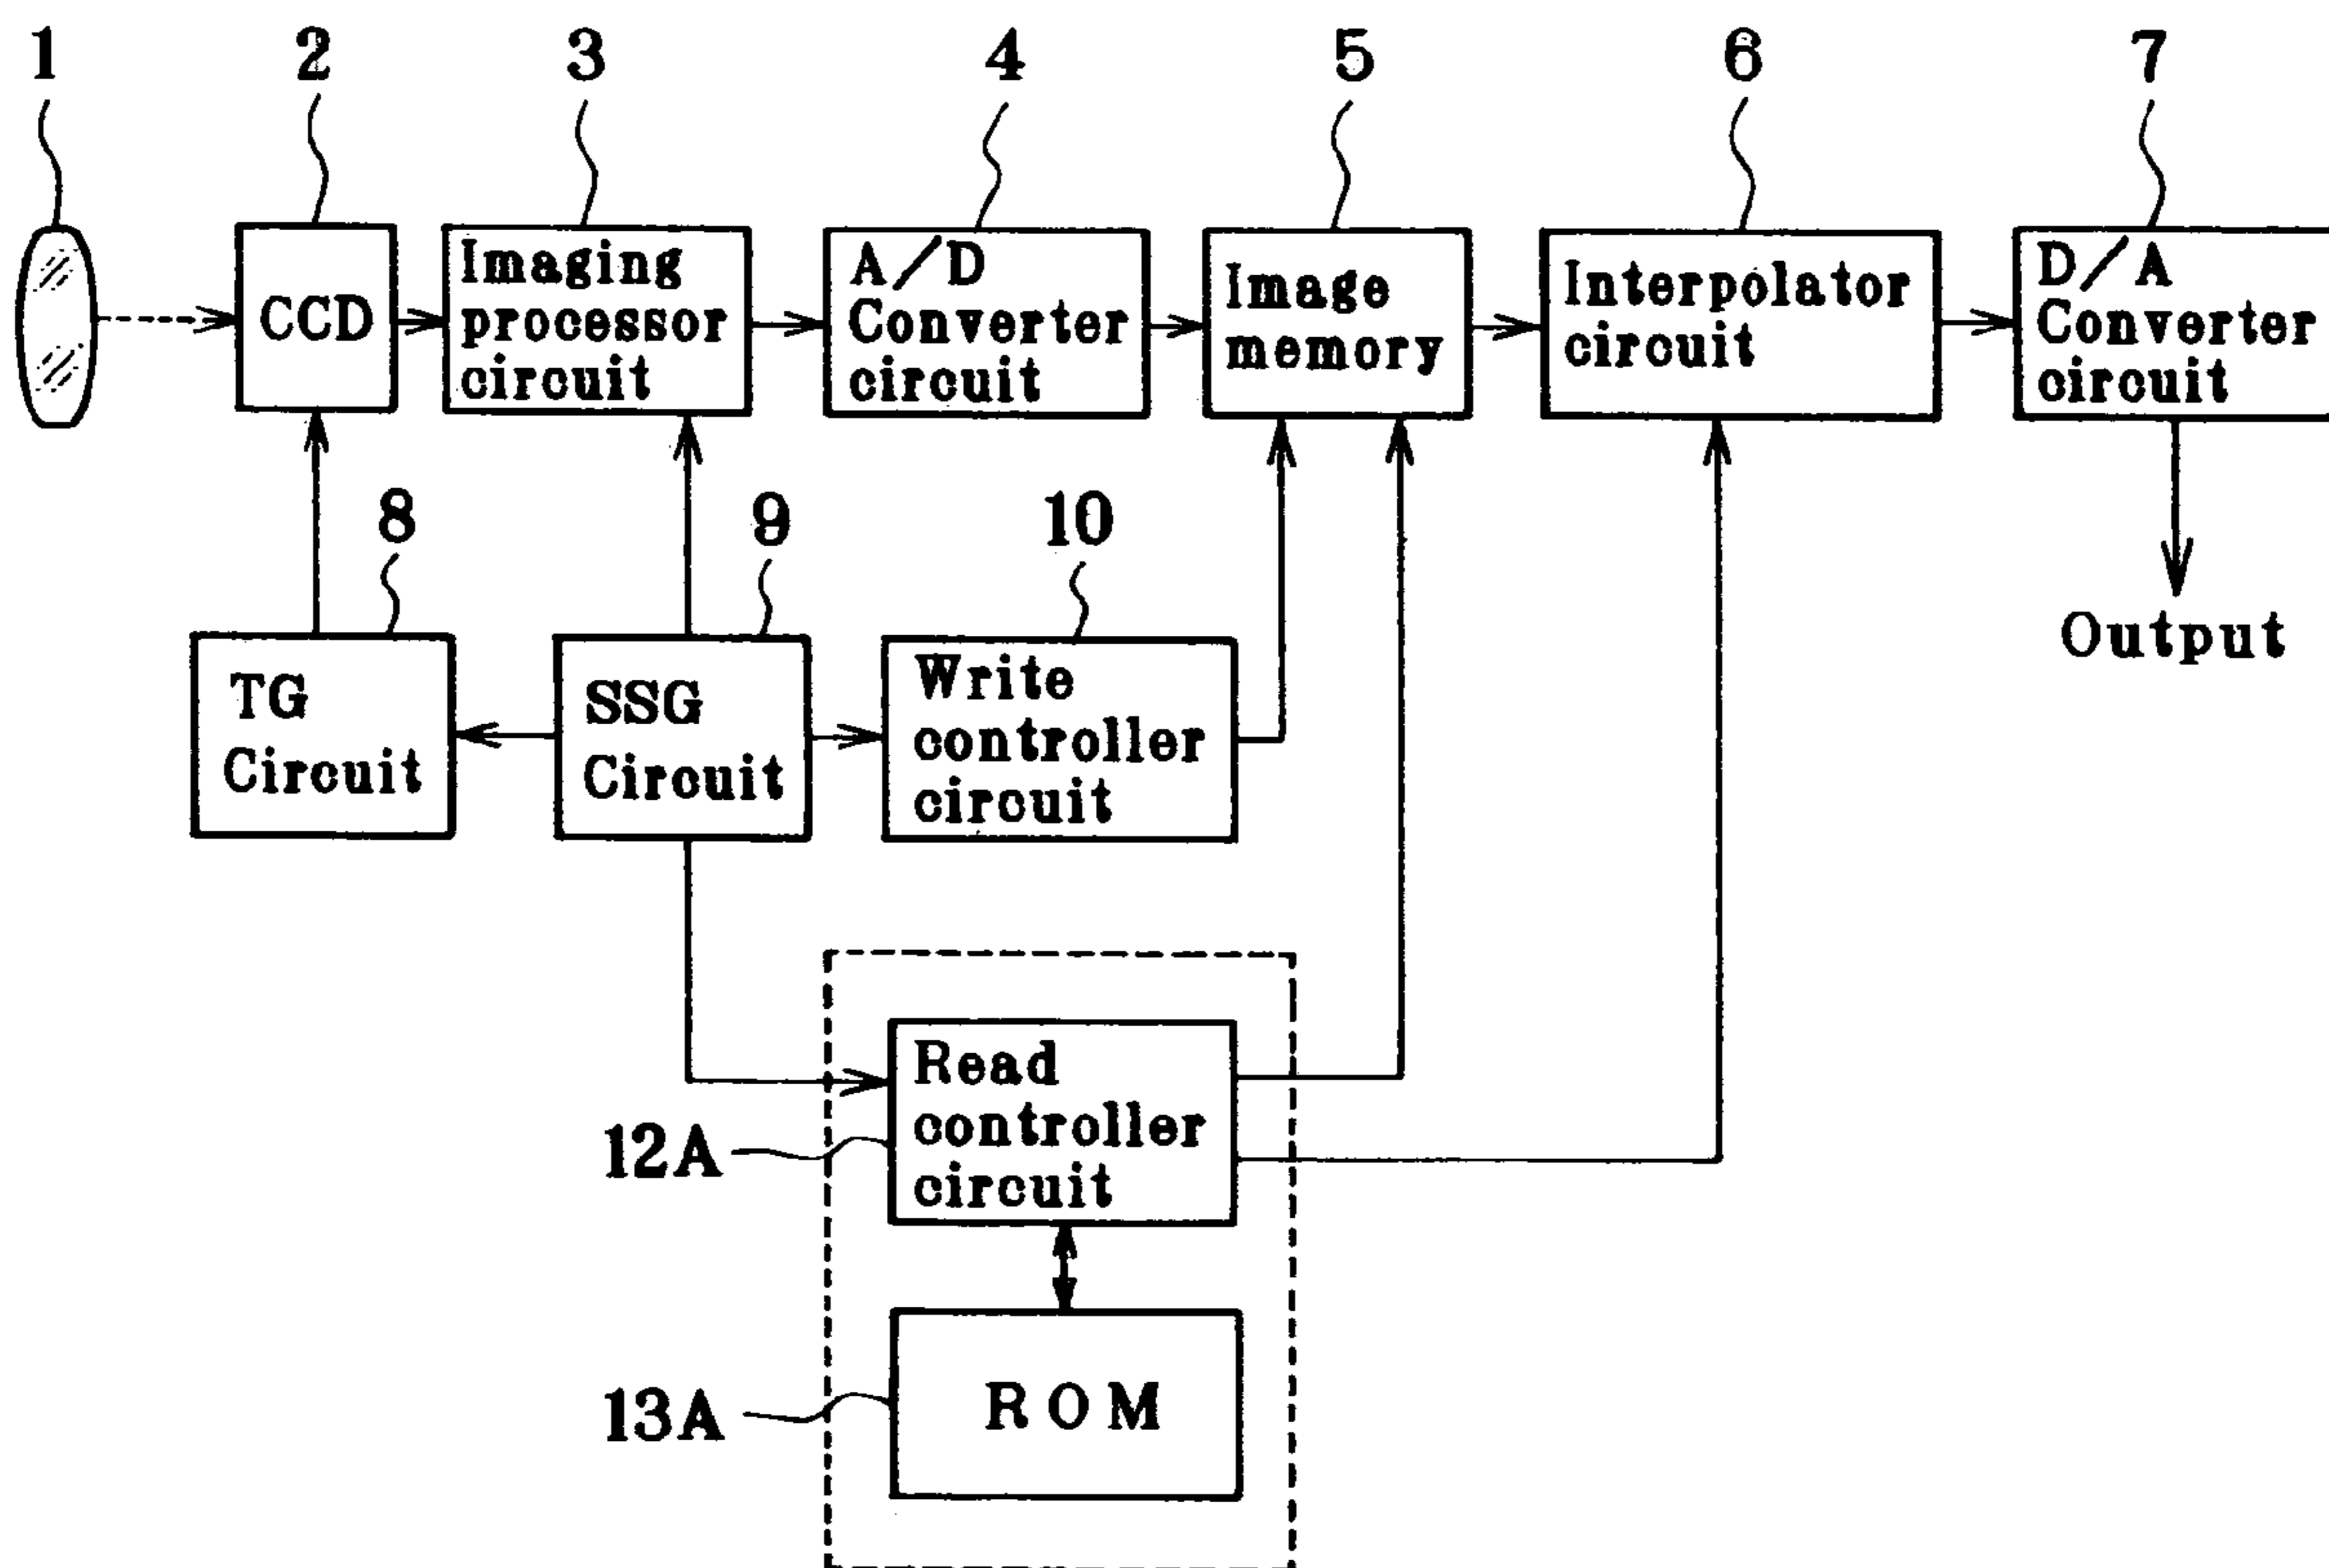 1
2
3
4
5
6
7
CCD
Imaging
processor
circuit
A/D
Converter
circuit
Image
memory
Interpolator
circuit
D/A
Converter
circuit
8
9
10
Output
TG
Circuit
SSG
Circuit
Write
controller
circuit
12A
Read
controller
circuit
13A
ROM